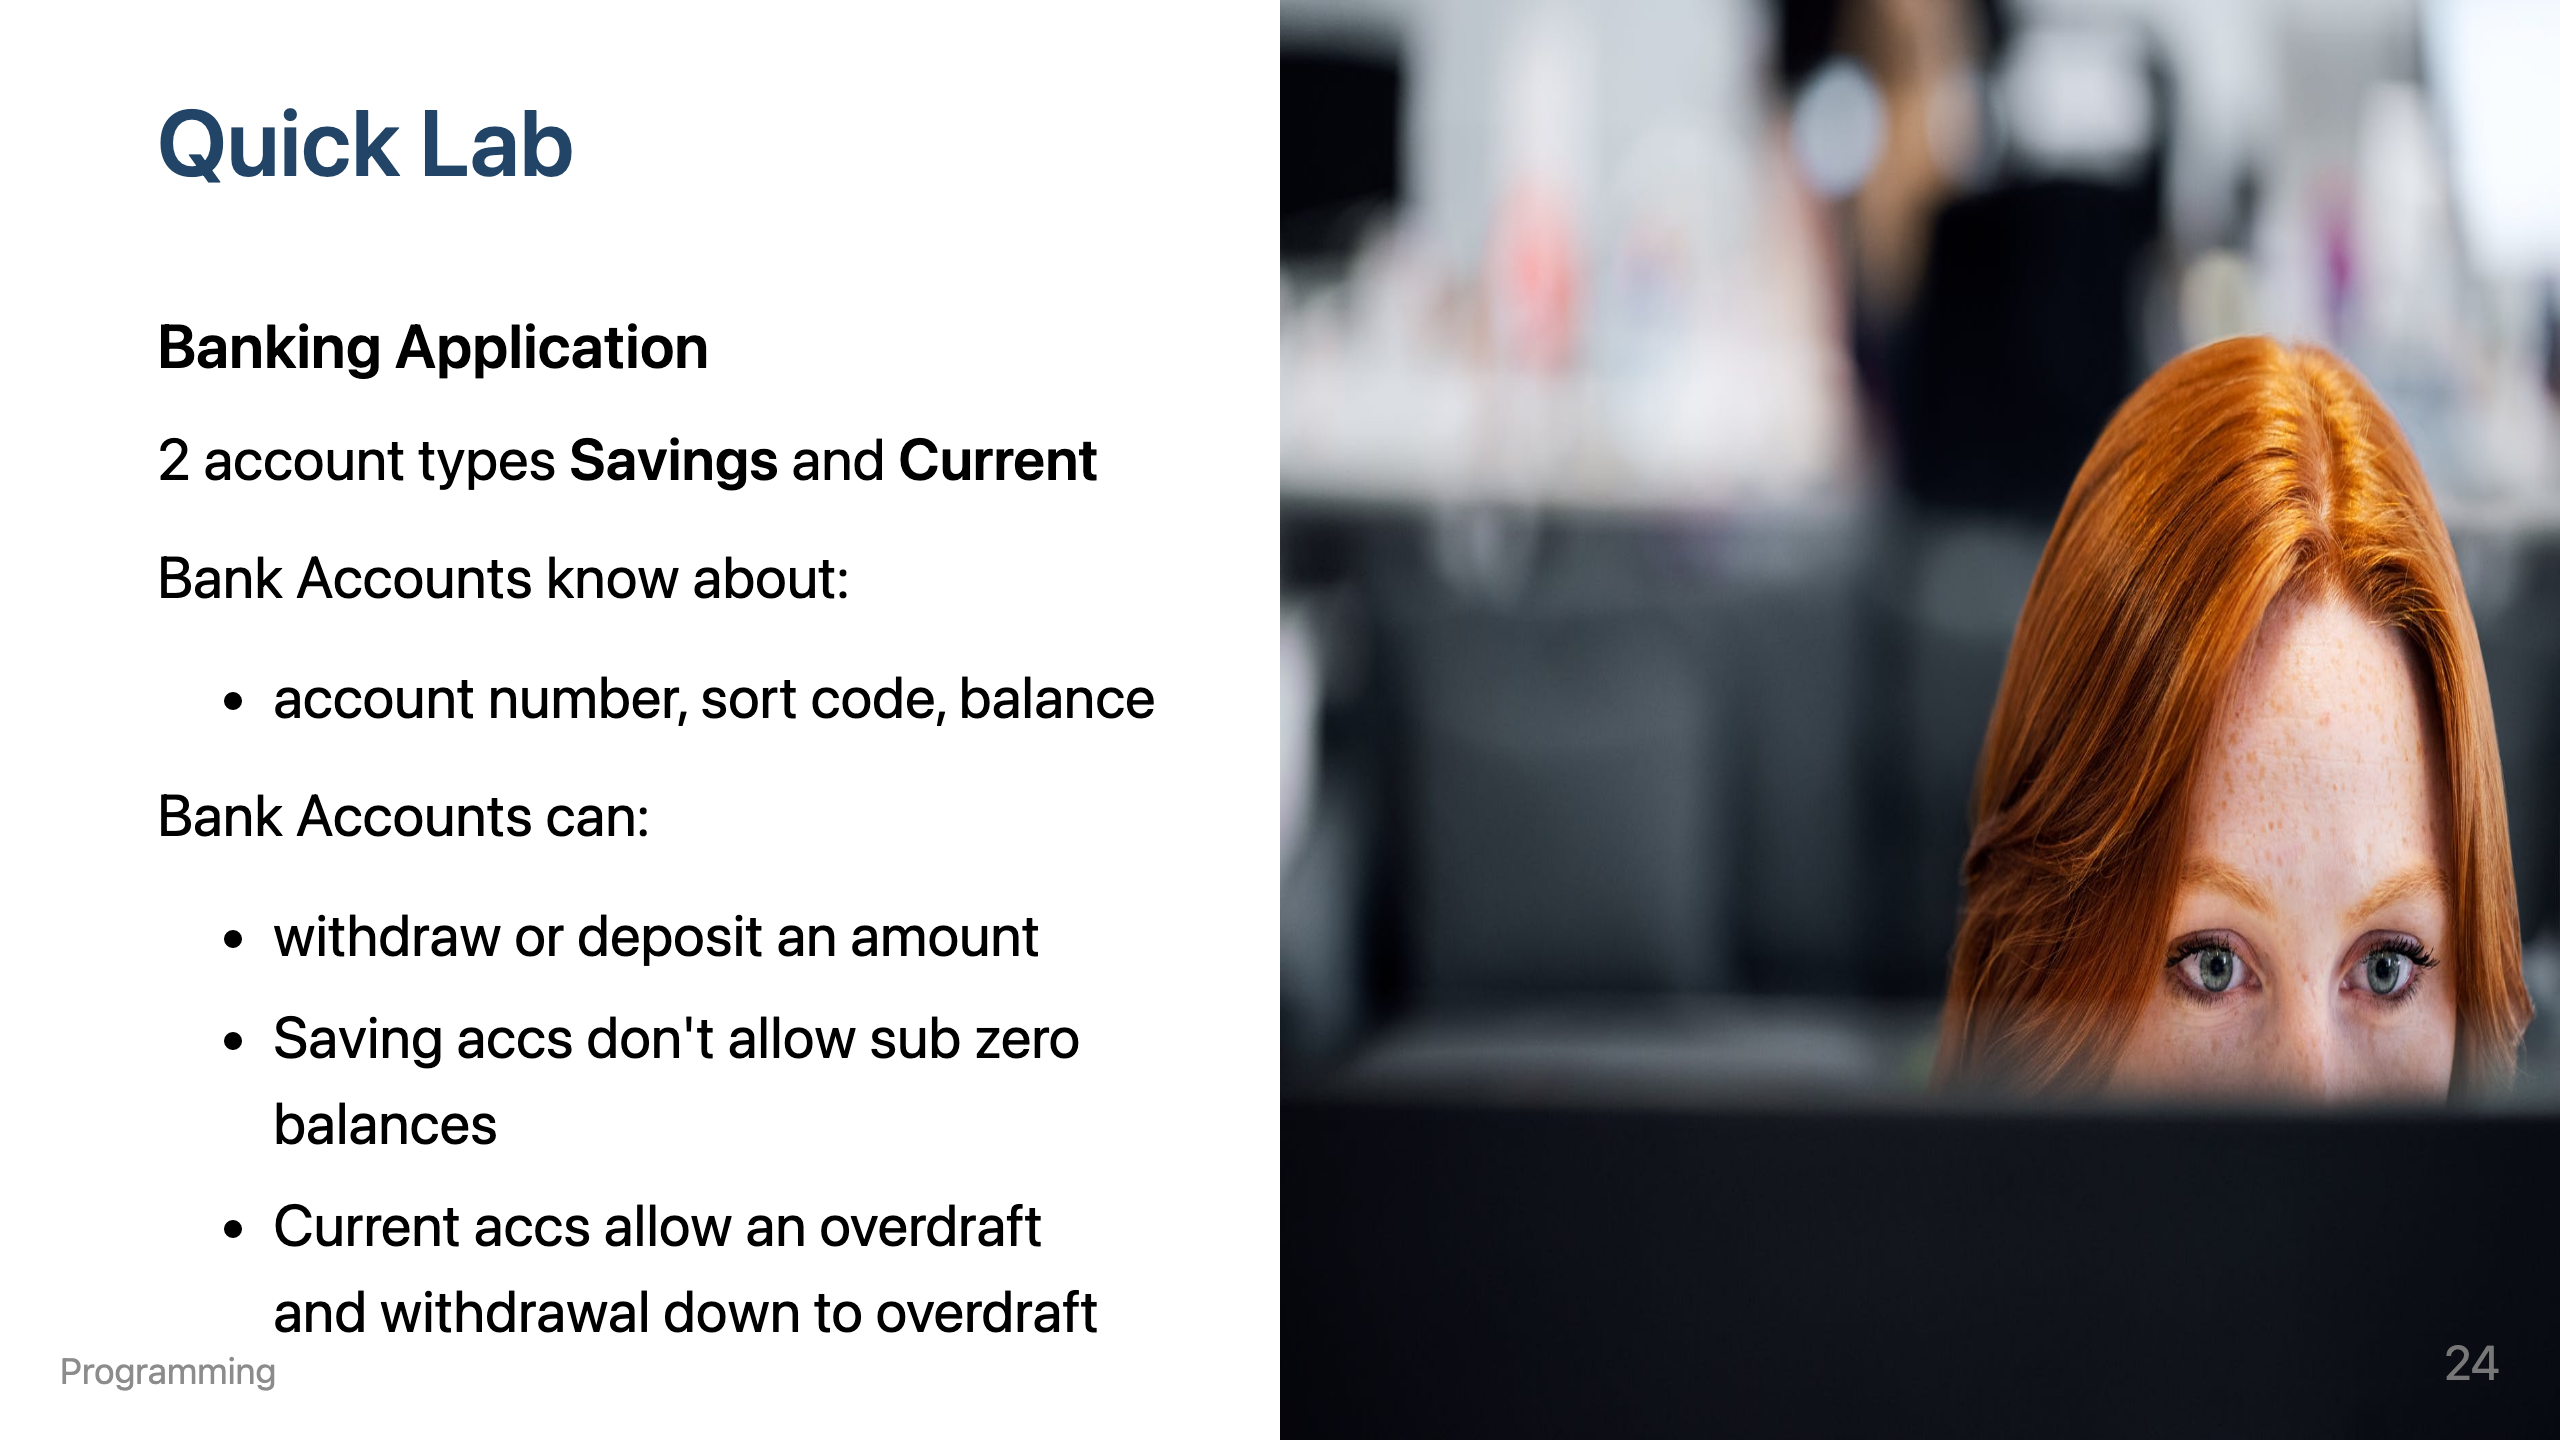 Quick Lab
Banking Application
2 account types Savings and Current
Bank Accounts know about:
• account number, sort code, balance
Bank Accounts can:
• withdraw or deposit an amount
• Saving accs don't allow sub zero
balances
• Current accs allow an overdraft
and withdrawal down to overdraft
Programming
24